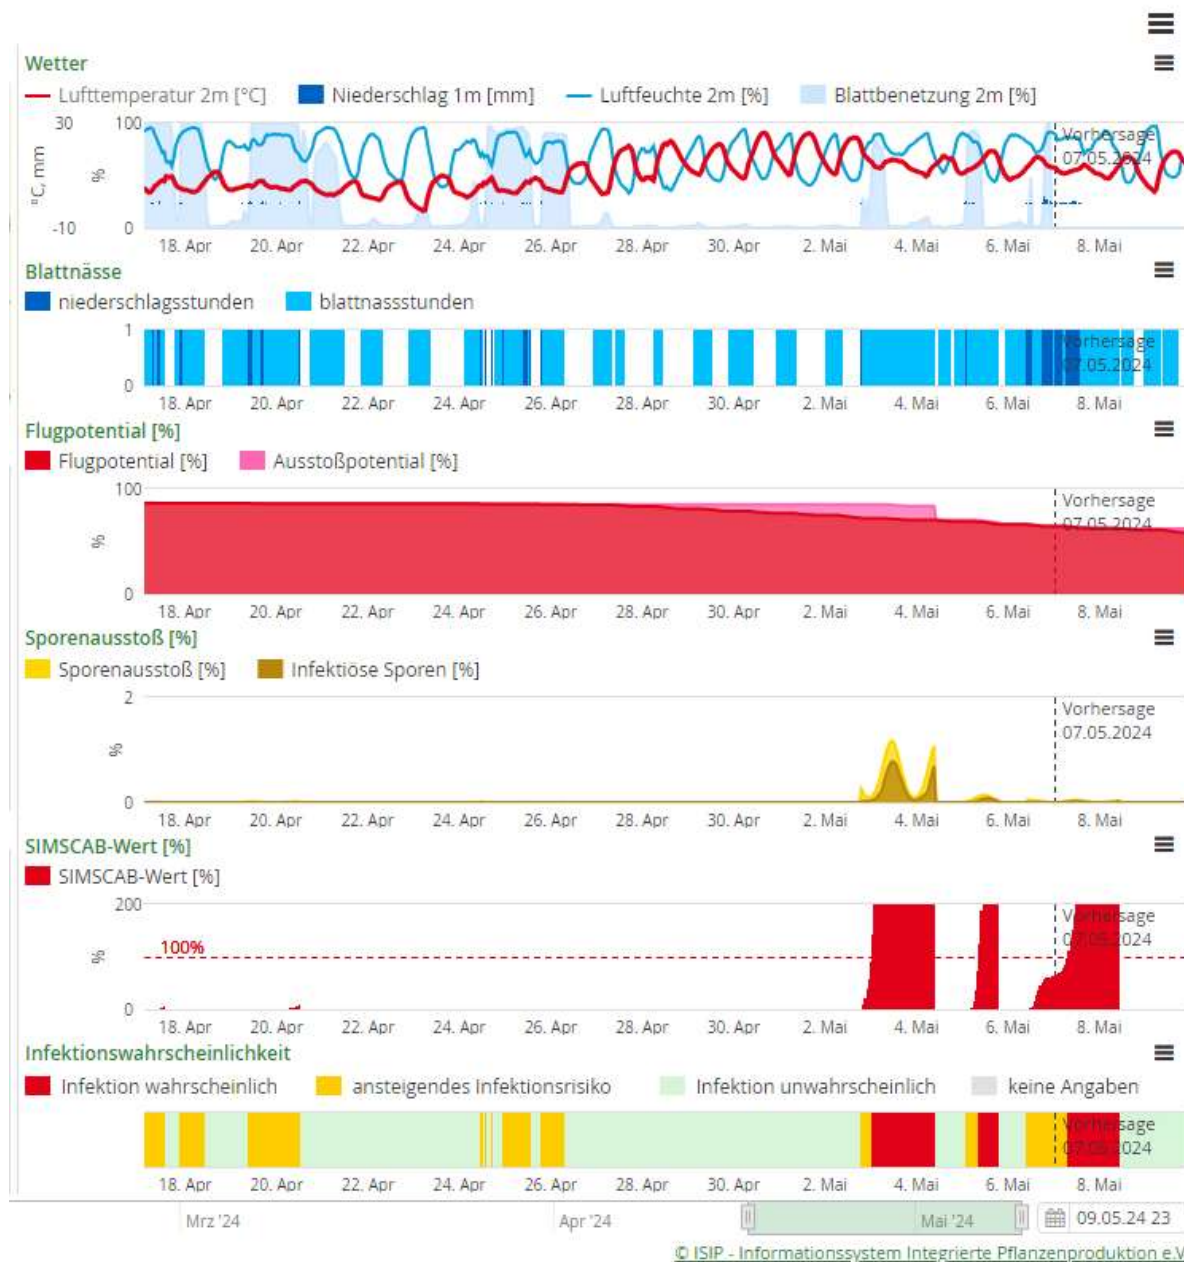 Wetter
Lufttemperatur 2m [°C] Niederschlag 1m [mm] Luftfeuchte 2m [%] Blattbenetzung 2m [%]
30 100
°C, mm %
-10 0
Vorhersage
07.05.2024
18. Apr 20. Apr 22. Apr 24. Apr 26. Apr 28. Apr 30. Apr 2. Mai 4. Mai 6. Mai 8. Mai
Blattnässe
niederschlagsstunden blattnassstunden
1
0
Vorhersage
07.05.2024
18. Apr 20. Apr 22. Apr 24. Apr 26. Apr 28. Apr 30. Apr 2. Mai 4. Mai 6. Mai 8. Mai
Flugpotential [%]
Flugpotential [%] Ausstoßpotential [%]
100
%
0
Vorhersage
07.05.2024
18. Apr 20. Apr 22. Apr 24. Apr 26. Apr 28. Apr 30. Apr 2. Mai 4. Mai 6. Mai 8. Mai
Sporenausstoß [%]
Sporenausstoß [%] Infektiöse Sporen [%]
2
%
0
Vorhersage
07.05.2024
18. Apr 20. Apr 22. Apr 24. Apr 26. Apr 28. Apr 30. Apr 2. Mai 4. Mai 6. Mai 8. Mai
SIMSCAB-Wert [%]
SIMSCAB-Wert [%]
200
100%
%
0
Vorhersage
07.05.2024
18. Apr 20. Apr 22. Apr 24. Apr 26. Apr 28. Apr 30. Apr 2. Mai 4. Mai 6. Mai 8. Mai
Infektionswahrscheinlichkeit
Infektion wahrscheinlich ansteigendes Infektionsrisiko Infektion unwahrscheinlich keine Angaben
Vorhersage
07.05.2024
18. Apr 20. Apr 22. Apr 24. Apr 26. Apr 28. Apr 30. Apr 2. Mai 4. Mai 6. Mai 8. Mai
Mrz '24 Apr '24 Mai '24 09.05.24 23
© ISIP - Informationssystem Integrierte Pflanzenproduktion e.V